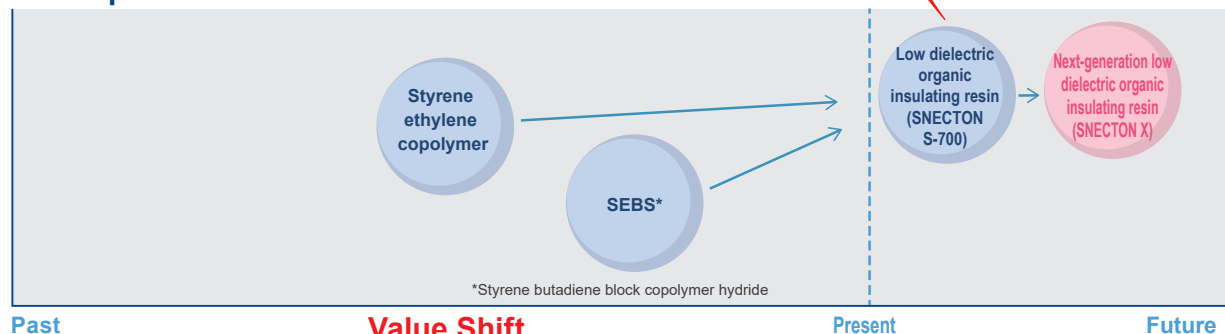 Styrene
ethylene
copolymer
SEBS*
Low dielectric
organic
insulating resin
(SNECTON
S-700)
Next-generation low
dielectric organic
insulating resin
(SNECTON X)
*Styrene butadiene block copolymer hydride
Past
Value Shift
Present
Future